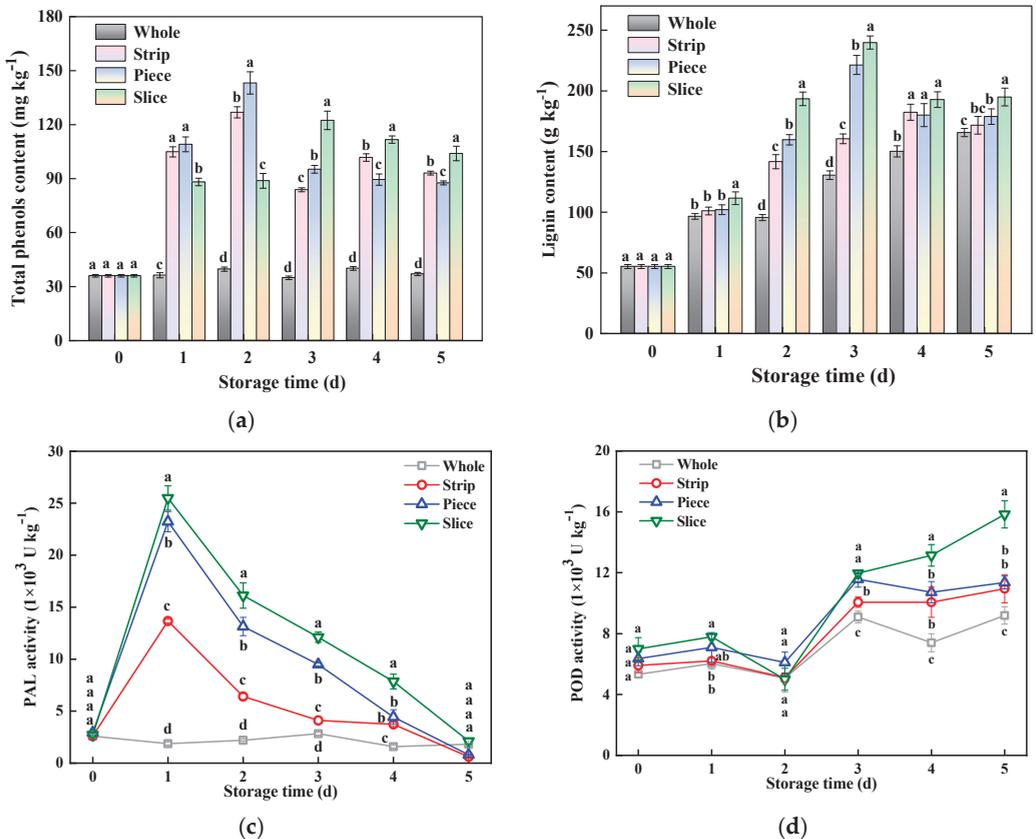 Total phenols content (mg kg⁻¹)
180
150
120
90
60
30
0
Whole
Strip
Piece
Slice
a a a a
c a a b
d b a c
d c b a
d b c a
d b c a
0 1 2 3 4 5
Storage time (d)
(a)
Lignin content (g kg⁻¹)
250
200
150
100
50
0
Whole
Strip
Piece
Slice
a a a a
b b b a
d c b a
d c b a
b a a a
c bc b a
0 1 2 3 4 5
Storage time (d)
(b)
PAL activity (1×10³ U kg⁻¹)
30
25
20
15
10
5
0
Whole
Strip
Piece
Slice
a
a
a
a
a
b
c
d
a
b
c
d
a
b
c
d
a
b
b
c
a
a
a
a
0 1 2 3 4 5
Storage time (d)
(c)
POD activity (1×10³ U kg⁻¹)
20
16
12
8
4
0
Whole
Strip
Piece
Slice
a
a
a
a
ab
b
b
a
a
a
a
a
a
b
c
a
b
b
c
a
b
b
c
0 1 2 3 4 5
Storage time (d)
(d)